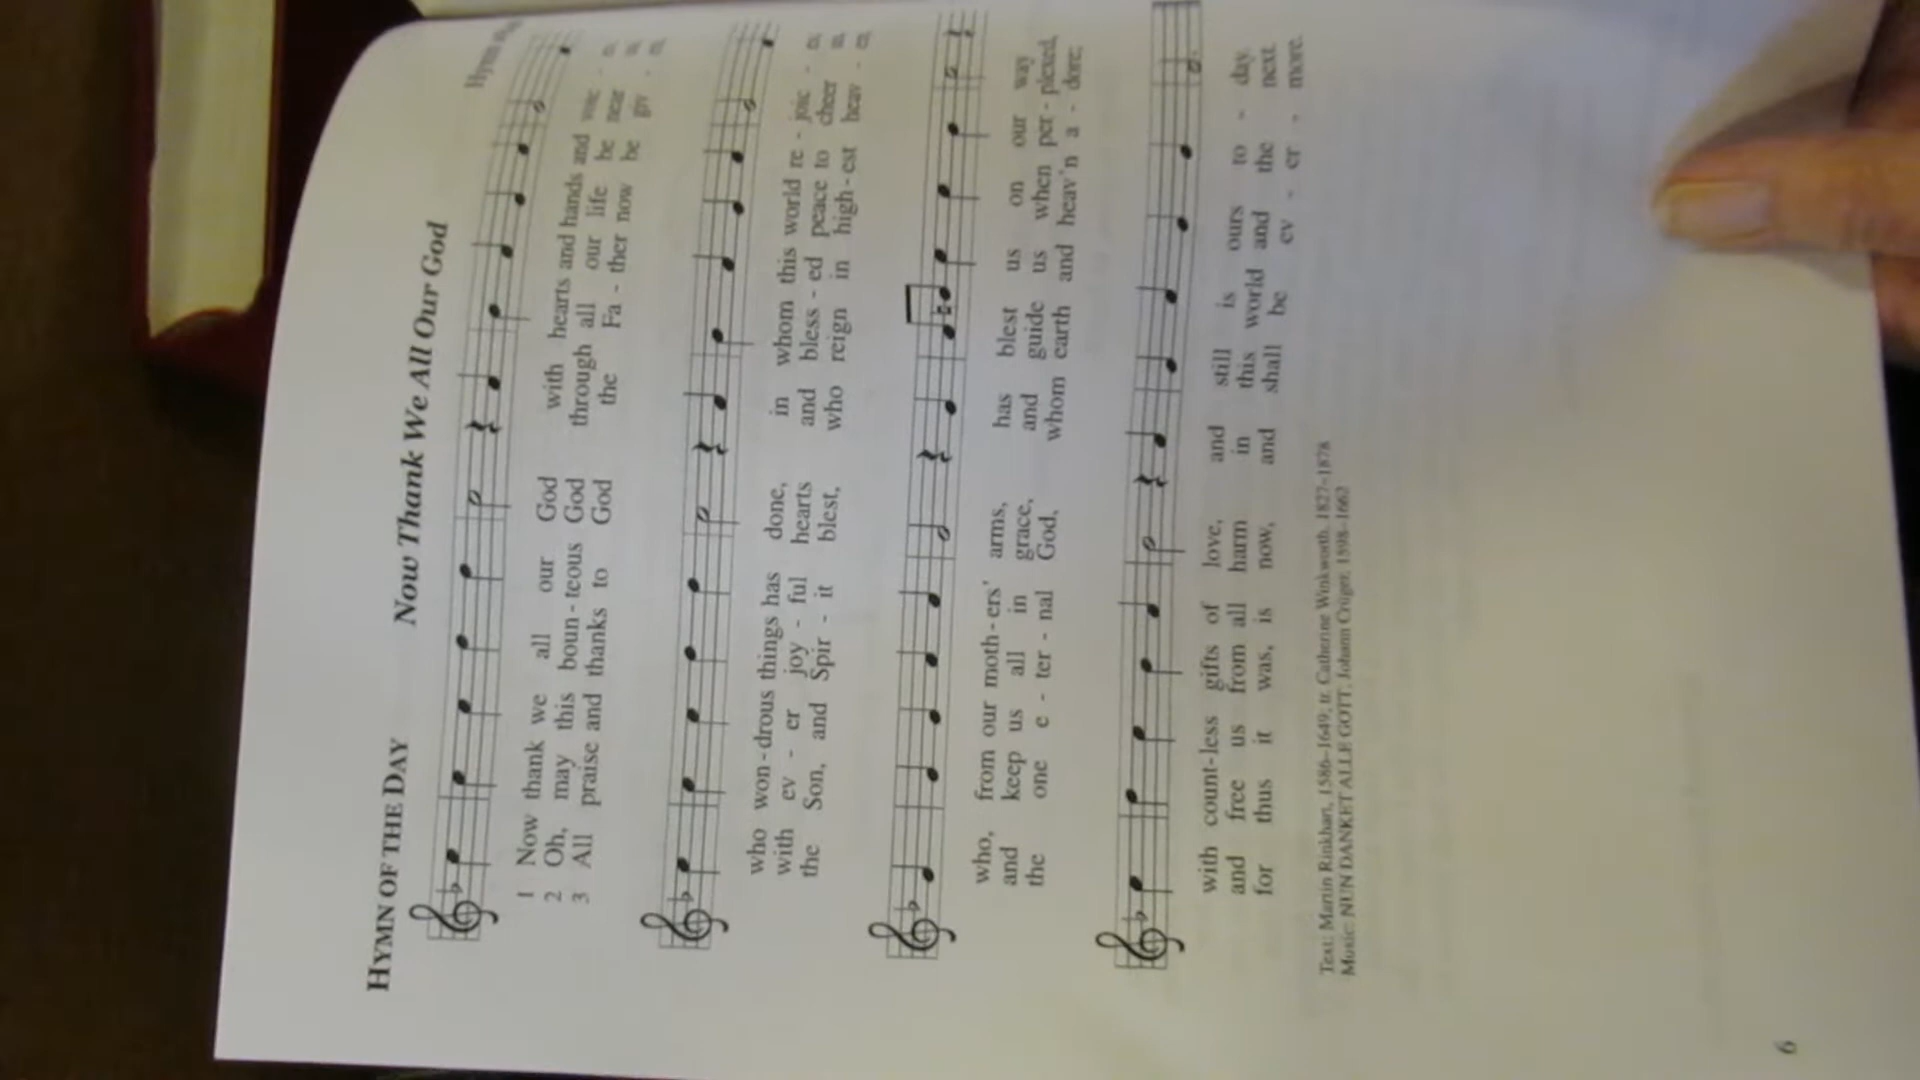 HYMN OF THE DAY Now Thank We All Our God
Hymn
1 Now thank we all our God with hearts and hands and voic -
2 Oh, may this boun - teous God through all our life be near
3 All praise and thanks to God the Fa - ther now be giv -
who won - drous things has done, in whom this world re - joic -
with ev - er joy - ful hearts and bless - ed peace to cheer
the Son, and Spir - it blest, who reign in high - est heav -
who, from our moth - ers' arms, has blest us on our way
and keep us all in grace, and guide us when per - plexed,
the one e - ter - nal God, whom earth and heav'n a - dore;
with count - less gifts of love, and still is ours to - day.
and free us from all harm in this world and the next.
for thus it was, is now, and shall be ev - er - more.
Text: Martin Rinkhart, 1586–1649; tr. Catherine Winkworth, 1827–1878
Music: NUN DANKET ALLE GOTT, Johann Crüger, 1598–1662
6